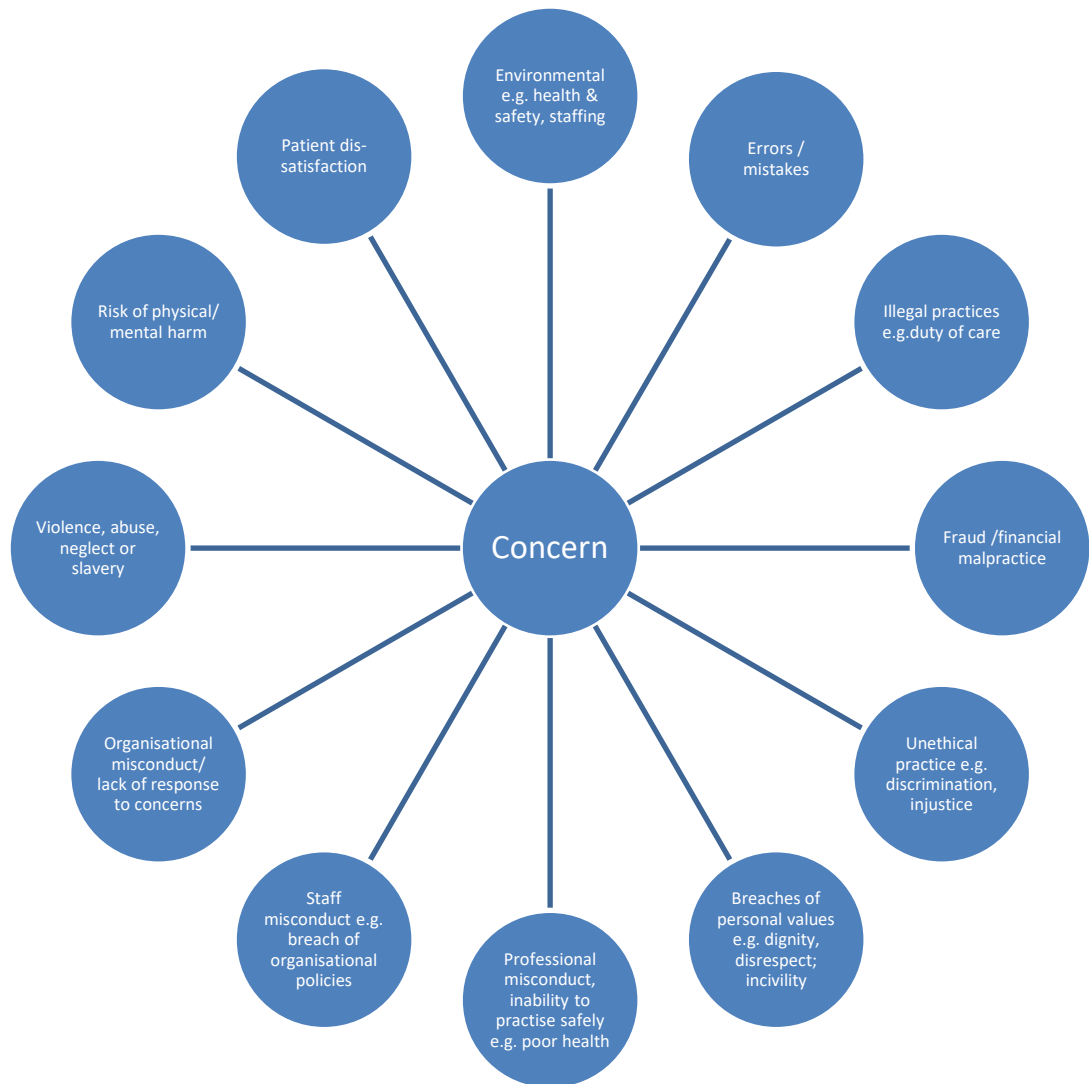 Environmental
e.g. health &
safety, staffing
Errors /
mistakes
Illegal practices
e.g.duty of care
Fraud /financial
malpractice
Unethical
practice e.g.
discrimination,
injustice
Breaches of
personal values
e.g. dignity,
disrespect;
incivility
Professional
misconduct,
inability to
practise safely
e.g. poor health
Staff
misconduct e.g.
breach of
organisational
policies
Organisational
misconduct/
lack of response
to concerns
Violence, abuse,
neglect or
slavery
Risk of physical/
mental harm
Patient dis-
satisfaction
Concern